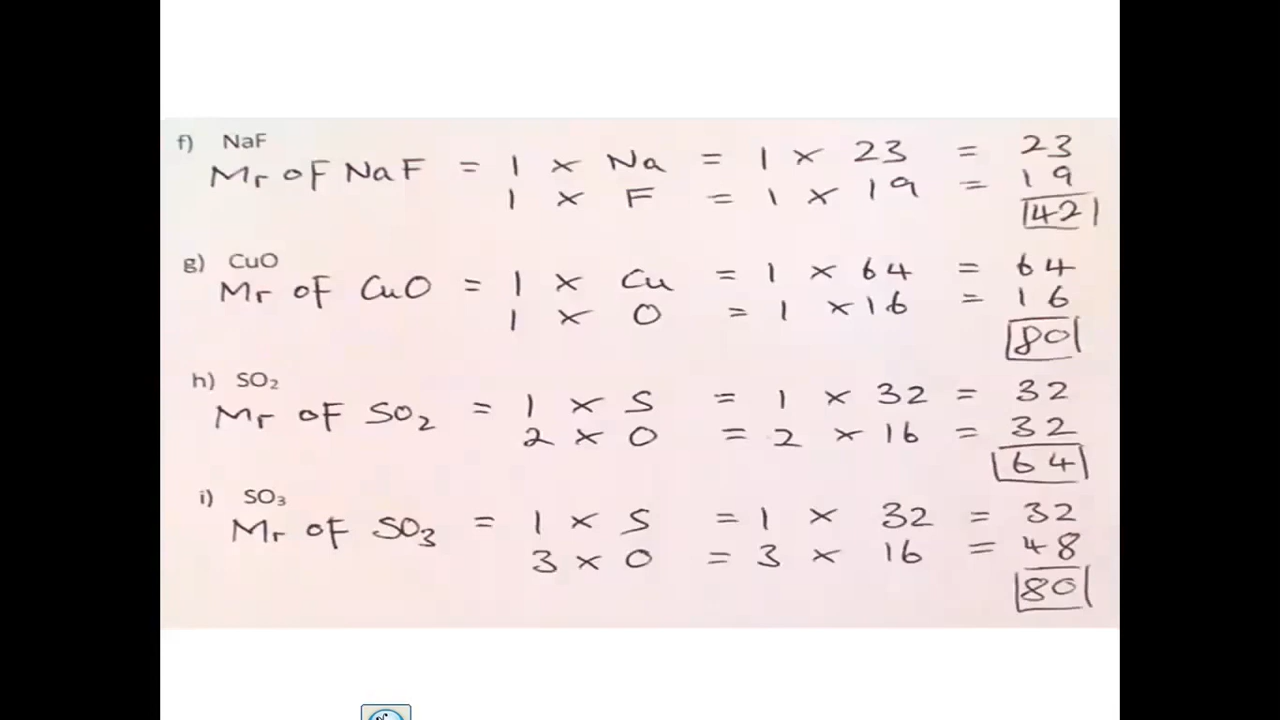 f) NaF
Mr of NaF = 1 × Na = 1 × 23 = 23
1 × F = 1 × 19 = 19
42
g) CuO
Mr of CuO = 1 × Cu = 1 × 64 = 64
1 × O = 1 × 16 = 16
80
h) SO₂
Mr of SO₂ = 1 × S = 1 × 32 = 32
2 × O = 2 × 16 = 32
64
i) SO₃
Mr of SO₃ = 1 × S = 1 × 32 = 32
3 × O = 3 × 16 = 48
80